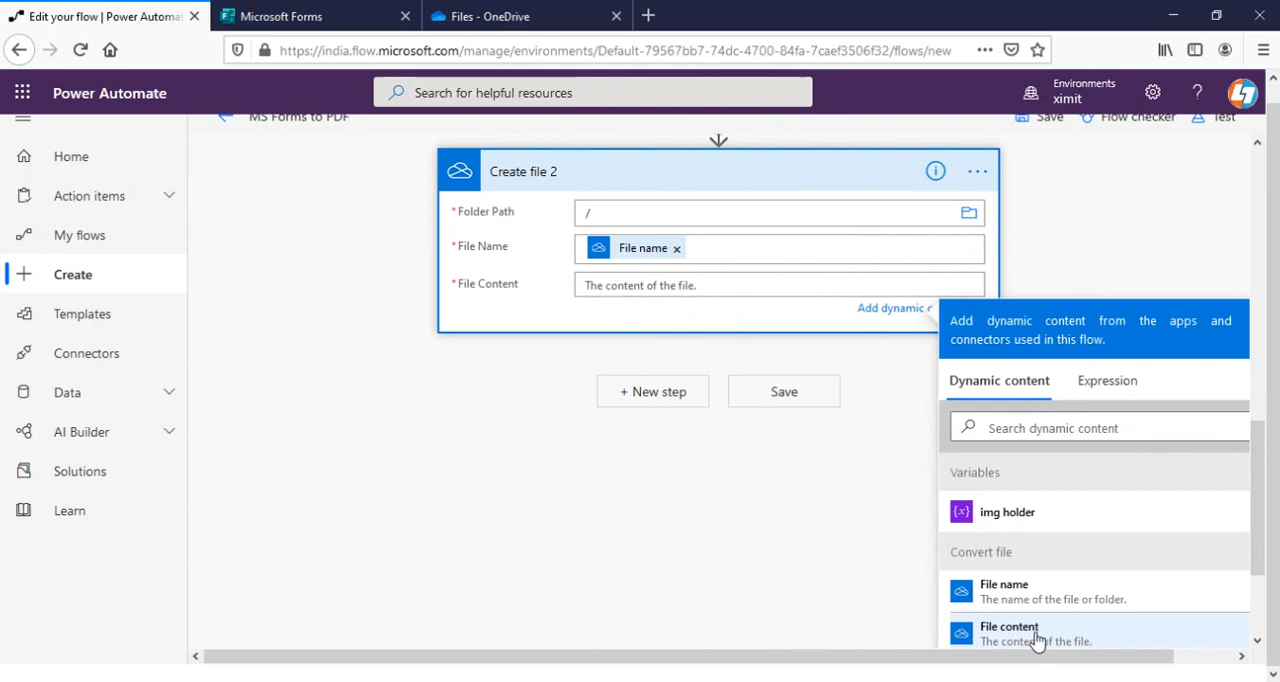 Edit your flow | Power Automat
Microsoft Forms
Files - OneDrive
https://india.flow.microsoft.com/manage/environments/Default-79567bb7-74dc-4700-84fa-7caef3506f32/flows/new
Power Automate
Search for helpful resources
Environments
ximit
MS Forms to PDF
Save
Flow checker
Test
Home
Action items
My flows
Create
Templates
Connectors
Data
AI Builder
Solutions
Learn
Create file 2
*Folder Path
/
*File Name
File name
*File Content
The content of the file.
Add dynamic c
+ New step
Save
Add dynamic content from the apps and
connectors used in this flow.
Dynamic content
Expression
Search dynamic content
Variables
{x} img holder
Convert file
File name
The name of the file or folder.
File content
The content of the file.